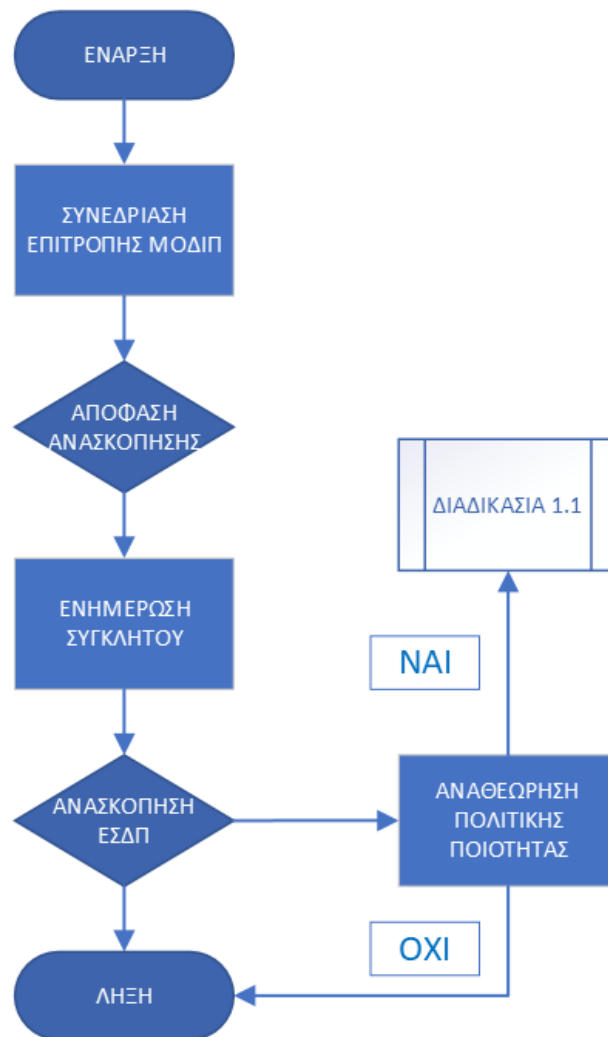 ΕΝΑΡΞΗ
ΣΥΝΕΔΡΙΑΣΗ
ΕΠΙΤΡΟΠΗΣ ΜΟΔΙΠ
ΑΠΟΦΑΣΗ
ΑΝΑΣΚΟΠΗΣΗΣ
ΔΙΑΔΙΚΑΣΙΑ 1.1
ΕΝΗΜΕΡΩΣΗ
ΣΥΓΚΛΗΤΟΥ
ΝΑΙ
ΑΝΑΣΚΟΠΗΣΗ
ΕΣΔΠ
ΑΝΑΘΕΩΡΗΣΗ
ΠΟΛΙΤΙΚΗΣ
ΠΟΙΟΤΗΤΑΣ
ΟΧΙ
ΛΗΞΗ